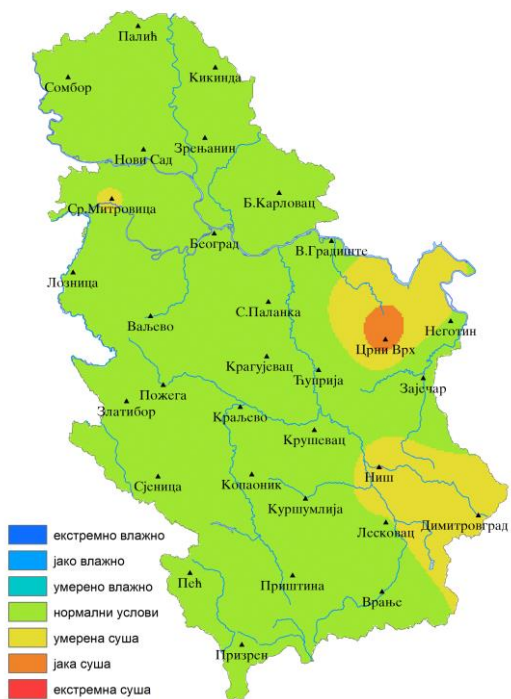 Палић
Кикинда
Сомбор
Зрењанин
Нови Сад
Б.Карловац
Ср.Митровица
Београд
В.Градиште
Лозница
С.Паланка
Ваљево
Неготин
Црни Врх
Крагујевац
Ћуприја
Зајечар
Пожега
Златибор
Краљево
Крушевац
Ниш
Сјеница
Копаоник
Куршумлија
Лесковац
Димитровград
Пећ
Приштина
Врање
Призрен
екстремно влажно
јако влажно
умерено влажно
нормални услови
умерена суша
јака суша
екстремна суша